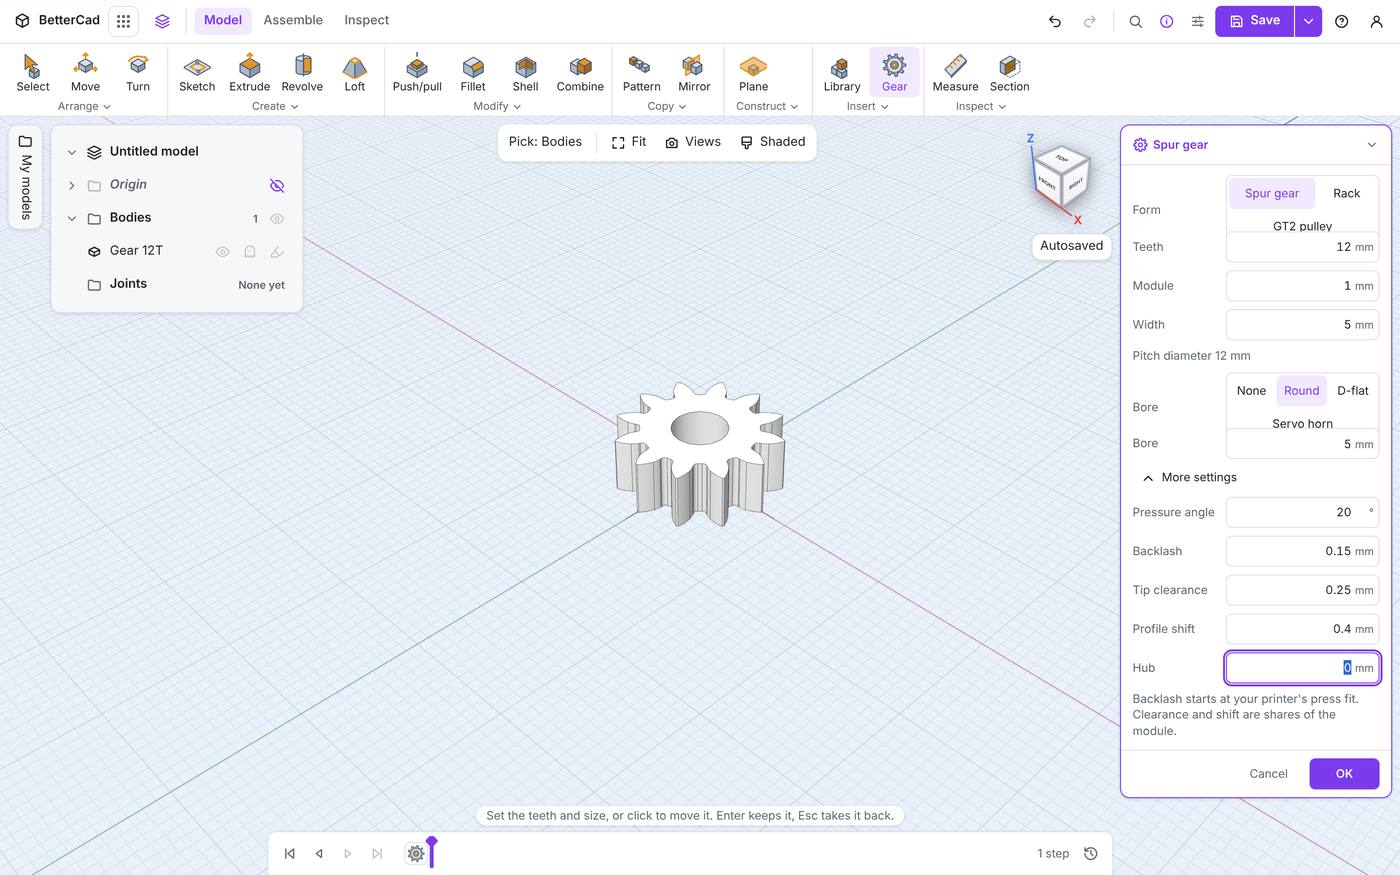 BetterCad
Model Assemble Inspect
Save
Select Move Turn Sketch Extrude Revolve Loft Push/pull Fillet Shell Combine Pattern Mirror Plane Library Gear Measure Section
Arrange Create Modify Copy Construct Insert Inspect
My models
Untitled model
Origin
Bodies 1
Gear 12T
Joints None yet
Pick: Bodies Fit Views Shaded
Z
TOP
FRONT
RIGHT
X
Autosaved
Spur gear
Form
Spur gear Rack
GT2 pulley
Teeth 12 mm
Module 1 mm
Width 5 mm
Pitch diameter 12 mm
Bore
None Round D-flat
Servo horn
Bore 5 mm
More settings
Pressure angle 20 °
Backlash 0.15 mm
Tip clearance 0.25 mm
Profile shift 0.4 mm
Hub 0 mm
Backlash starts at your printer's press fit.
Clearance and shift are shares of the
module.
Cancel OK
Set the teeth and size, or click to move it. Enter keeps it, Esc takes it back.
1 step